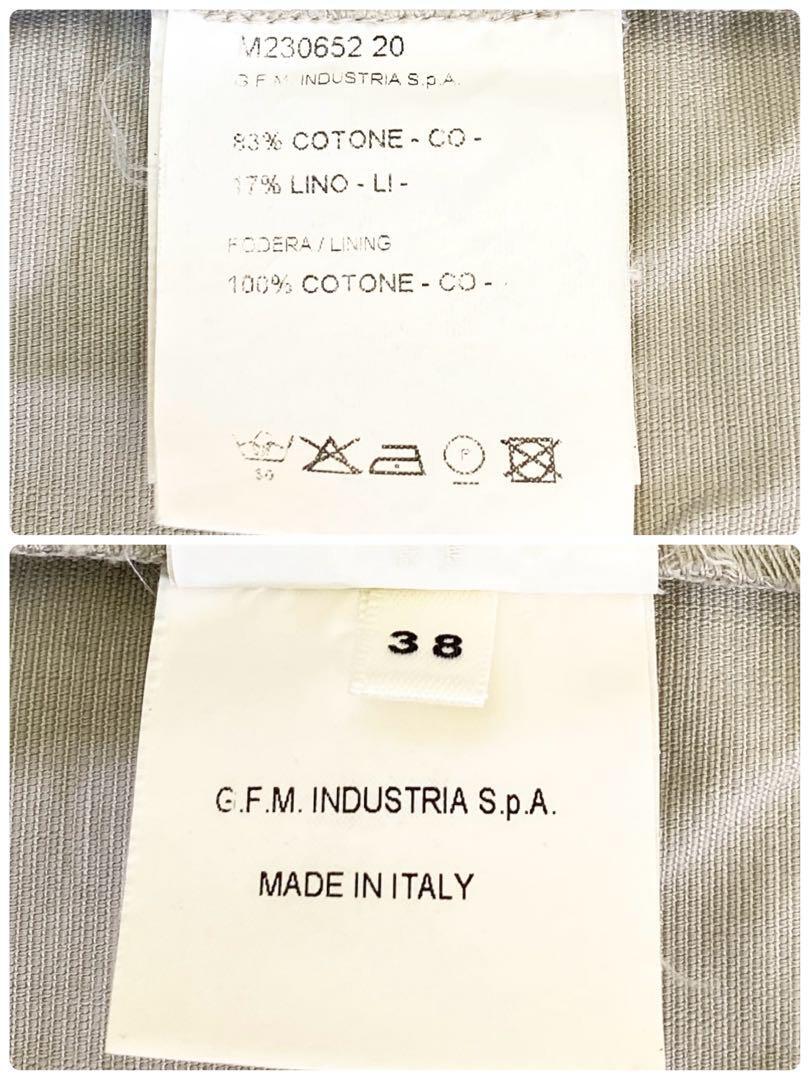 M230652 20
G.F.M. INDUSTRIA S.p.A.
83% COTONE - CO -
17% LINO - LI -
FODERA / LINING
100% COTONE - CO -
30
P
38
G.F.M. INDUSTRIA S.p.A.
MADE IN ITALY